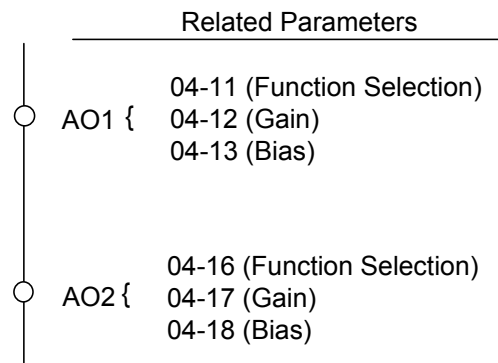 Related Parameters
04-11 (Function Selection)
AO1 { 04-12 (Gain)
04-13 (Bias)
04-16 (Function Selection)
AO2 { 04-17 (Gain)
04-18 (Bias)